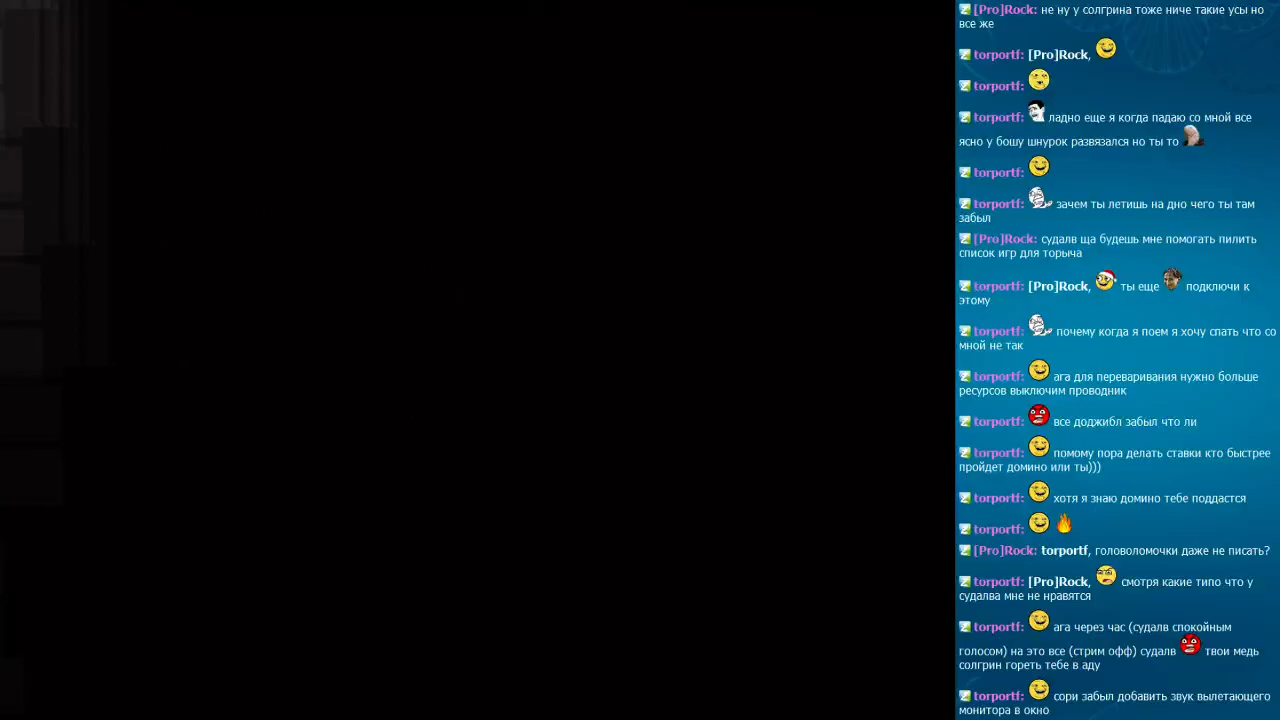 [Pro]Rock: не ну у солгрина тоже ниче такие усы но
все же
torportf: [Pro]Rock,
torportf:
torportf: ладно еще я когда падаю со мной все
ясно у бошу шнурок развязался но ты то
torportf:
torportf: зачем ты летишь на дно чего ты там
забыл
[Pro]Rock: судалв ща будешь мне помогать пилить
список игр для торыча
torportf: [Pro]Rock, ты еще подключи к
этому
torportf: почему когда я поем я хочу спать что со
мной не так
torportf: ага для переваривания нужно больше
ресурсов выключим проводник
torportf: все доджибл забыл что ли
torportf: помому пора делать ставки кто быстрее
пройдет домино или ты)))
torportf: хотя я знаю домино тебе поддастся
torportf:
[Pro]Rock: torportf, головоломочки даже не писать?
torportf: [Pro]Rock, смотря какие типо что у
судалва мне не нравятся
torportf: ага через час (судалв спокойным
голосом) на это все (стрим офф) судалв твои медь
солгрин гореть тебе в аду
torportf: сори забыл добавить звук вылетающего
монитора в окно